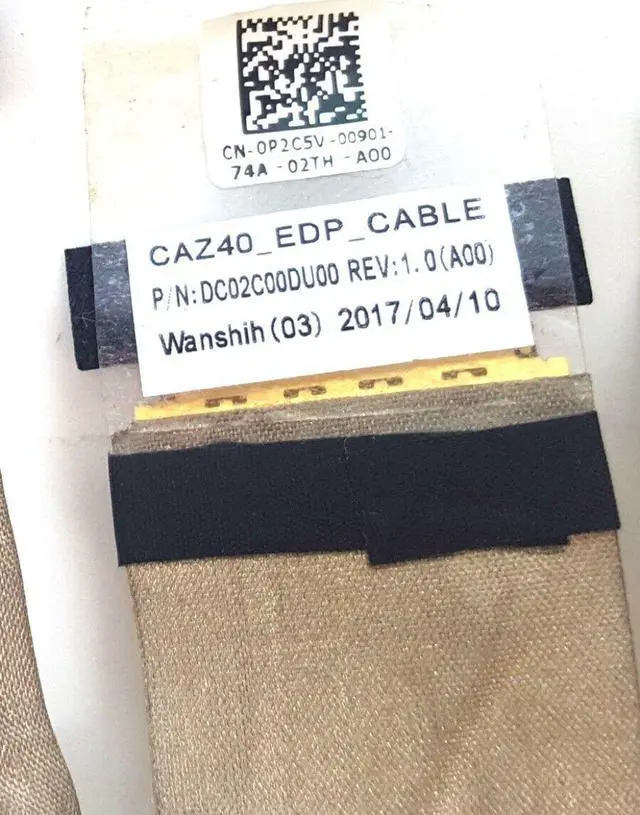 CN-0P2C5V-00901-
74A-02TH-A00
CAZ40_EDP_CABLE
P/N:DC02C00DU00 REV:1.0(A00)
Wanshih(03) 2017/04/10